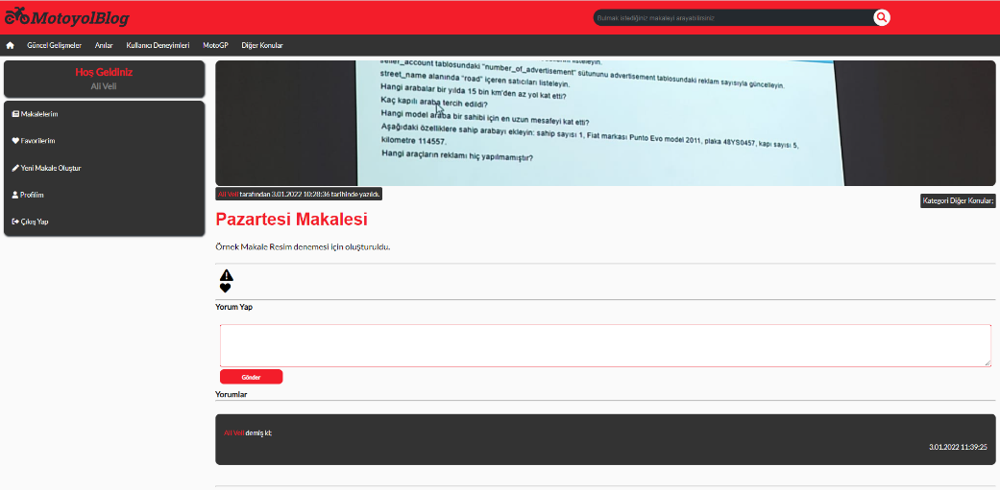 MotoyolBlog
Bulmak istediğiniz makaleyi arayabilirsiniz
Güncel Gelişmeler Anılar Kullanıcı Deneyimleri MotoGP Diğer Konular
Hoş Geldiniz
Ali Veli
Makalelerim
Favorilerim
Yeni Makale Oluştur
Profilim
Çıkış Yap
listeleyin.
seller_account tablosundaki "number_of_advertisement" sütununu advertisement tablosundaki reklam sayısıyla güncelleyin.
street_name alanında "road" içeren satıcıları listeleyin.
Hangi arabalar bir yılda 15 bin km'den az yol kat etti?
Kaç kapılı araba tercih edildi?
Hangi model araba bir sahibi için en uzun mesafeyi kat etti?
Aşağıdaki özelliklere sahip arabayı ekleyin: sahip sayısı 1, Fiat markası Punto Evo model 2011, plaka 48YS0457, kapı sayısı 5,
kilometre 114557.
Hangi araçların reklamı hiç yapılmamıştır?
Ali Veli tarafından 3.01.2022 10:28:36 tarihinde yazıldı.
Kategori Diğer Konular;
Pazartesi Makalesi
Örnek Makale Resim denemesi için oluşturuldu.
Yorum Yap
Gönder
Yorumlar
Ali Veli demiş ki;
3.01.2022 11:39:25